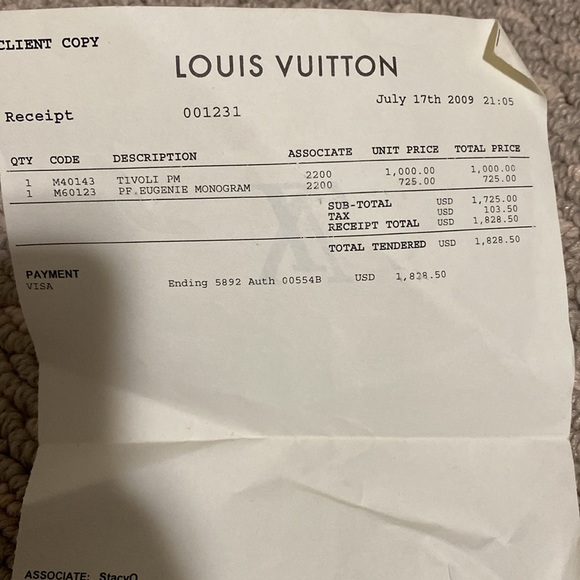 CLIENT COPY
LOUIS VUITTON
July 17th 2009 21:05
Receipt 001231
QTY CODE DESCRIPTION ASSOCIATE UNIT PRICE TOTAL PRICE
1 M40143 TIVOLI PM 2200 1,000.00 1,000.00
1 M60123 PF.EUGENIE MONOGRAM 2200 725.00 725.00
SUB-TOTAL USD 1,725.00
TAX USD 103.50
RECEIPT TOTAL USD 1,828.50
TOTAL TENDERED USD 1,828.50
PAYMENT
VISA Ending 5892 Auth 00554B USD 1,828.50
ASSOCIATE: StacyO